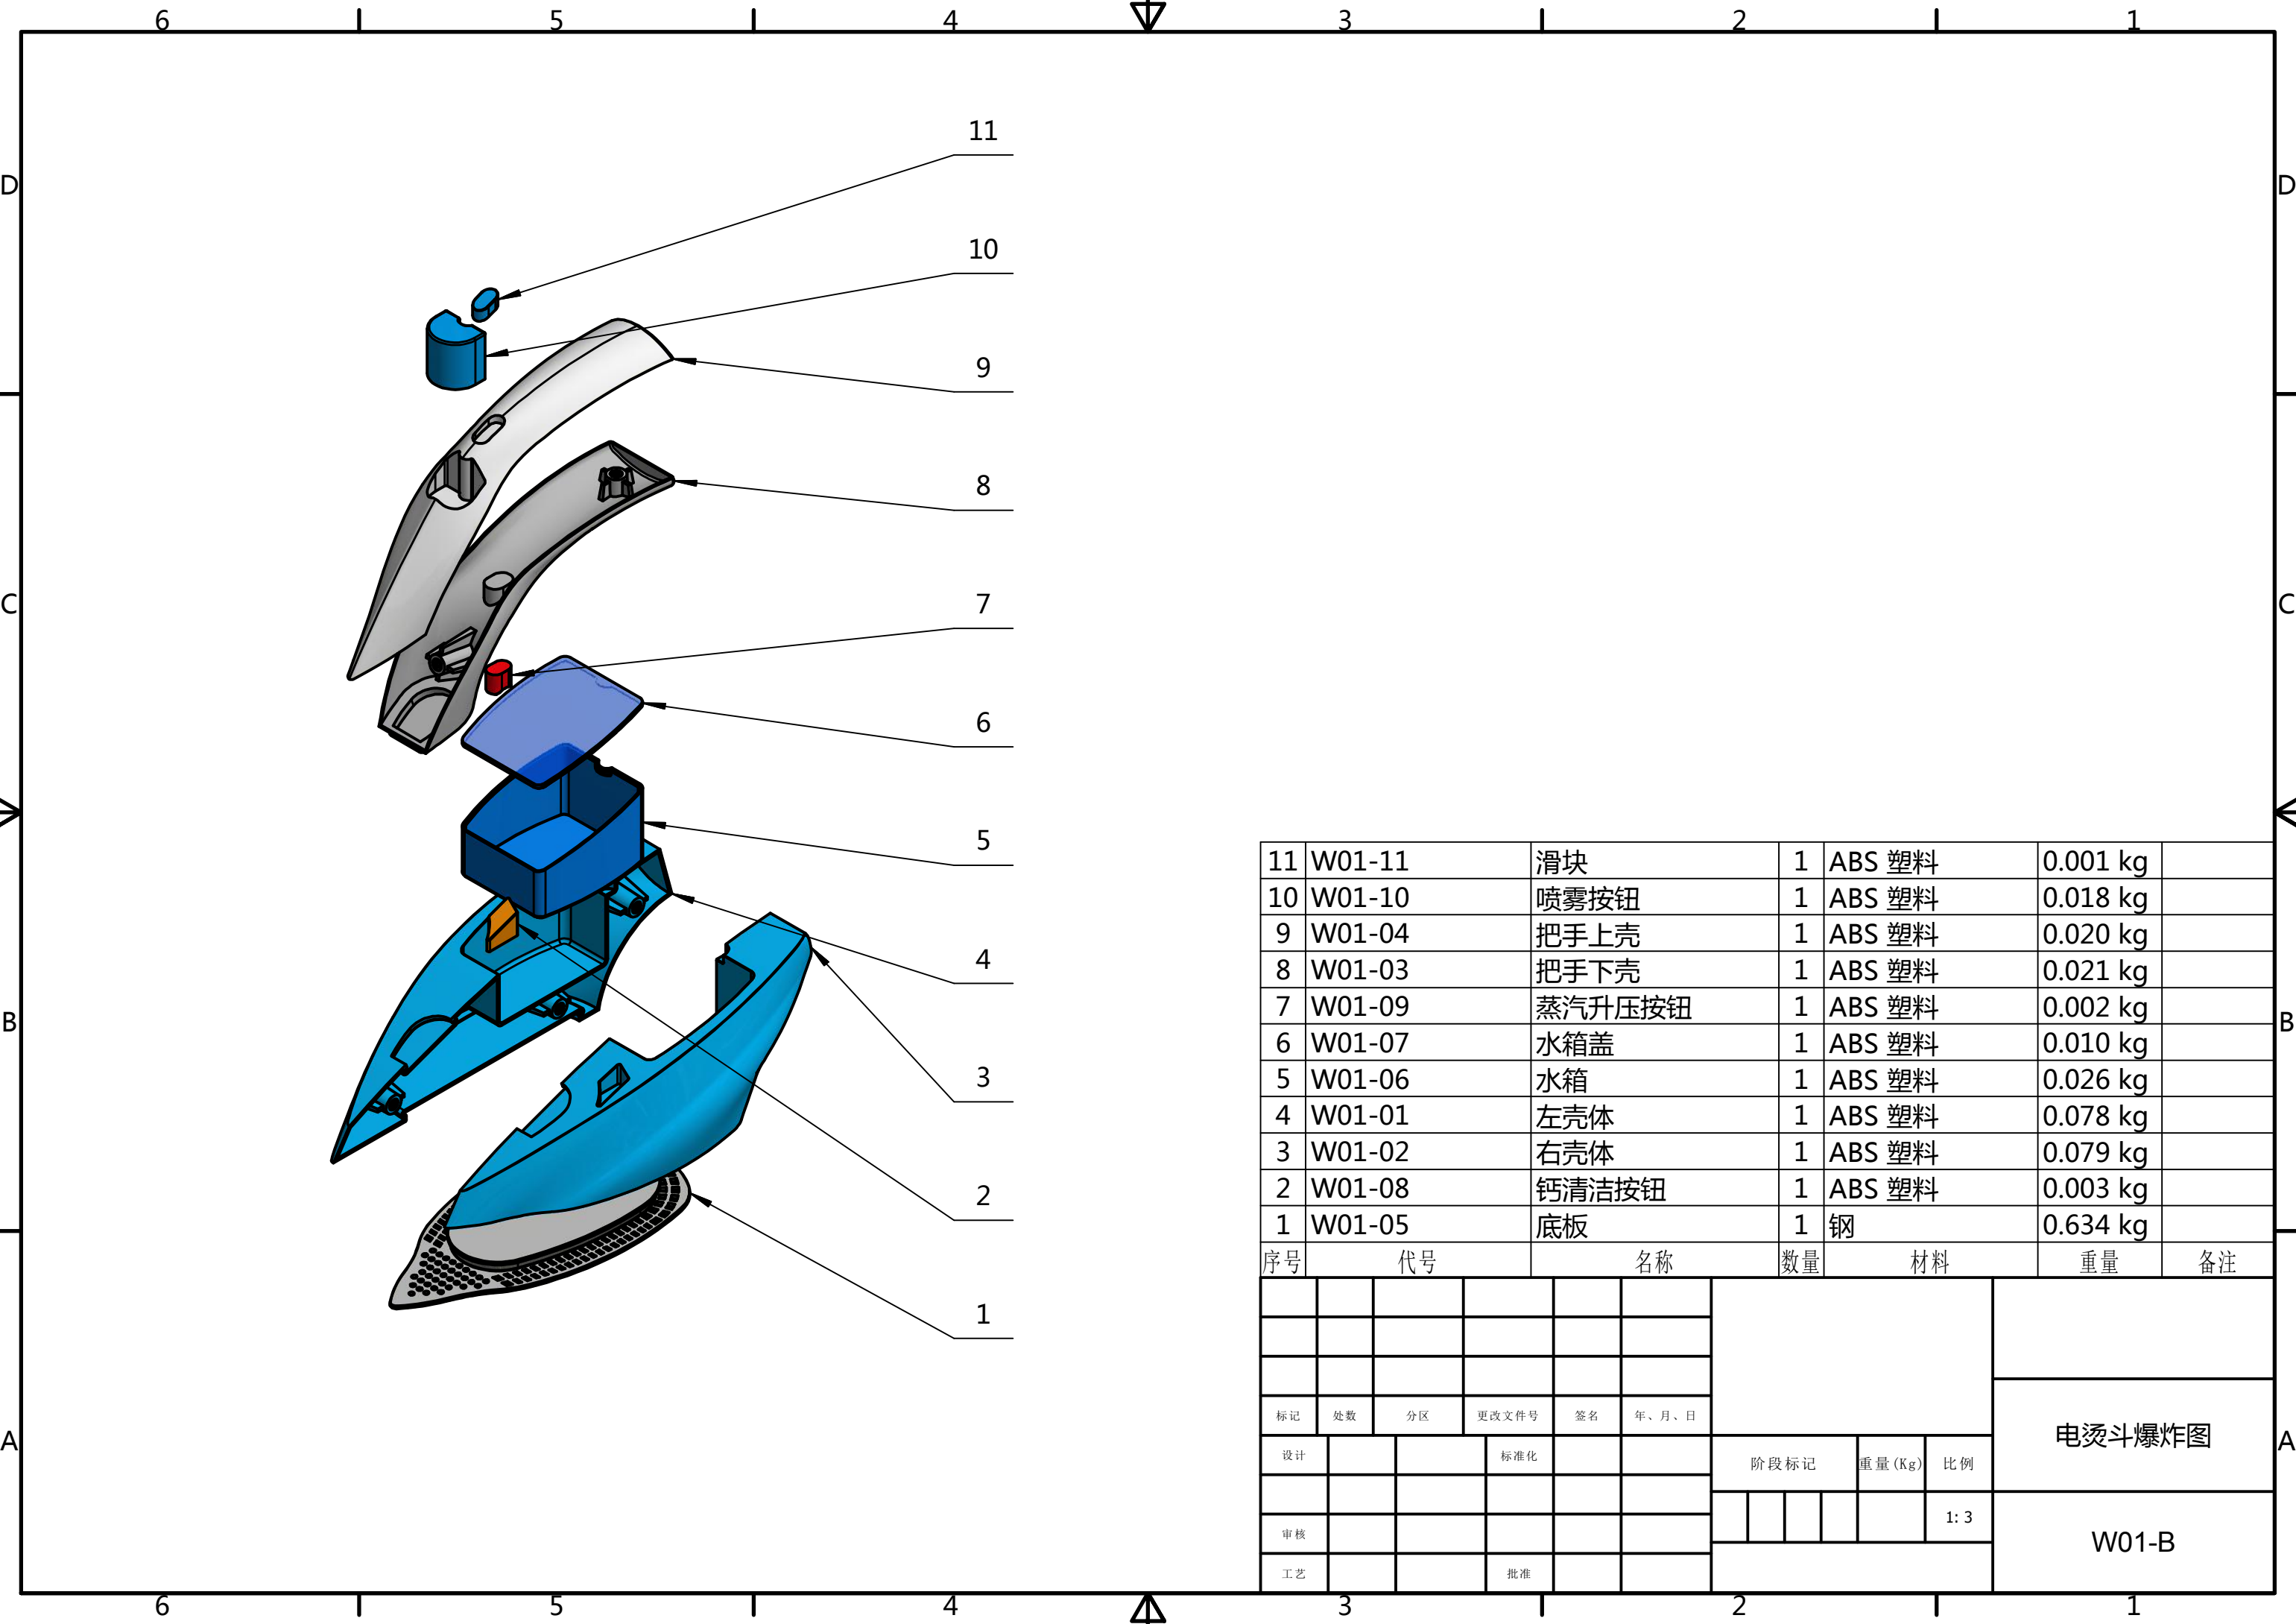 6 5 4 3 2 1
D D
C C
B B
A A
11
10
9
8
7
6
5
4
3
2
1
11 W01-11 滑块 1 ABS 塑料 0.001 kg
10 W01-10 喷雾按钮 1 ABS 塑料 0.018 kg
9 W01-04 把手上壳 1 ABS 塑料 0.020 kg
8 W01-03 把手下壳 1 ABS 塑料 0.021 kg
7 W01-09 蒸汽升压按钮 1 ABS 塑料 0.002 kg
6 W01-07 水箱盖 1 ABS 塑料 0.010 kg
5 W01-06 水箱 1 ABS 塑料 0.026 kg
4 W01-01 左壳体 1 ABS 塑料 0.078 kg
3 W01-02 右壳体 1 ABS 塑料 0.079 kg
2 W01-08 钙清洁按钮 1 ABS 塑料 0.003 kg
1 W01-05 底板 1 钢 0.634 kg
序号 代号 名称 数量 材料 重量 备注
标记 处数 分区 更改文件号 签名 年、月、日
设计 标准化
阶段标记 重量(Kg) 比例
1:3
审核
工艺 批准
电烫斗爆炸图
W01-B
6 5 4 3 2 1